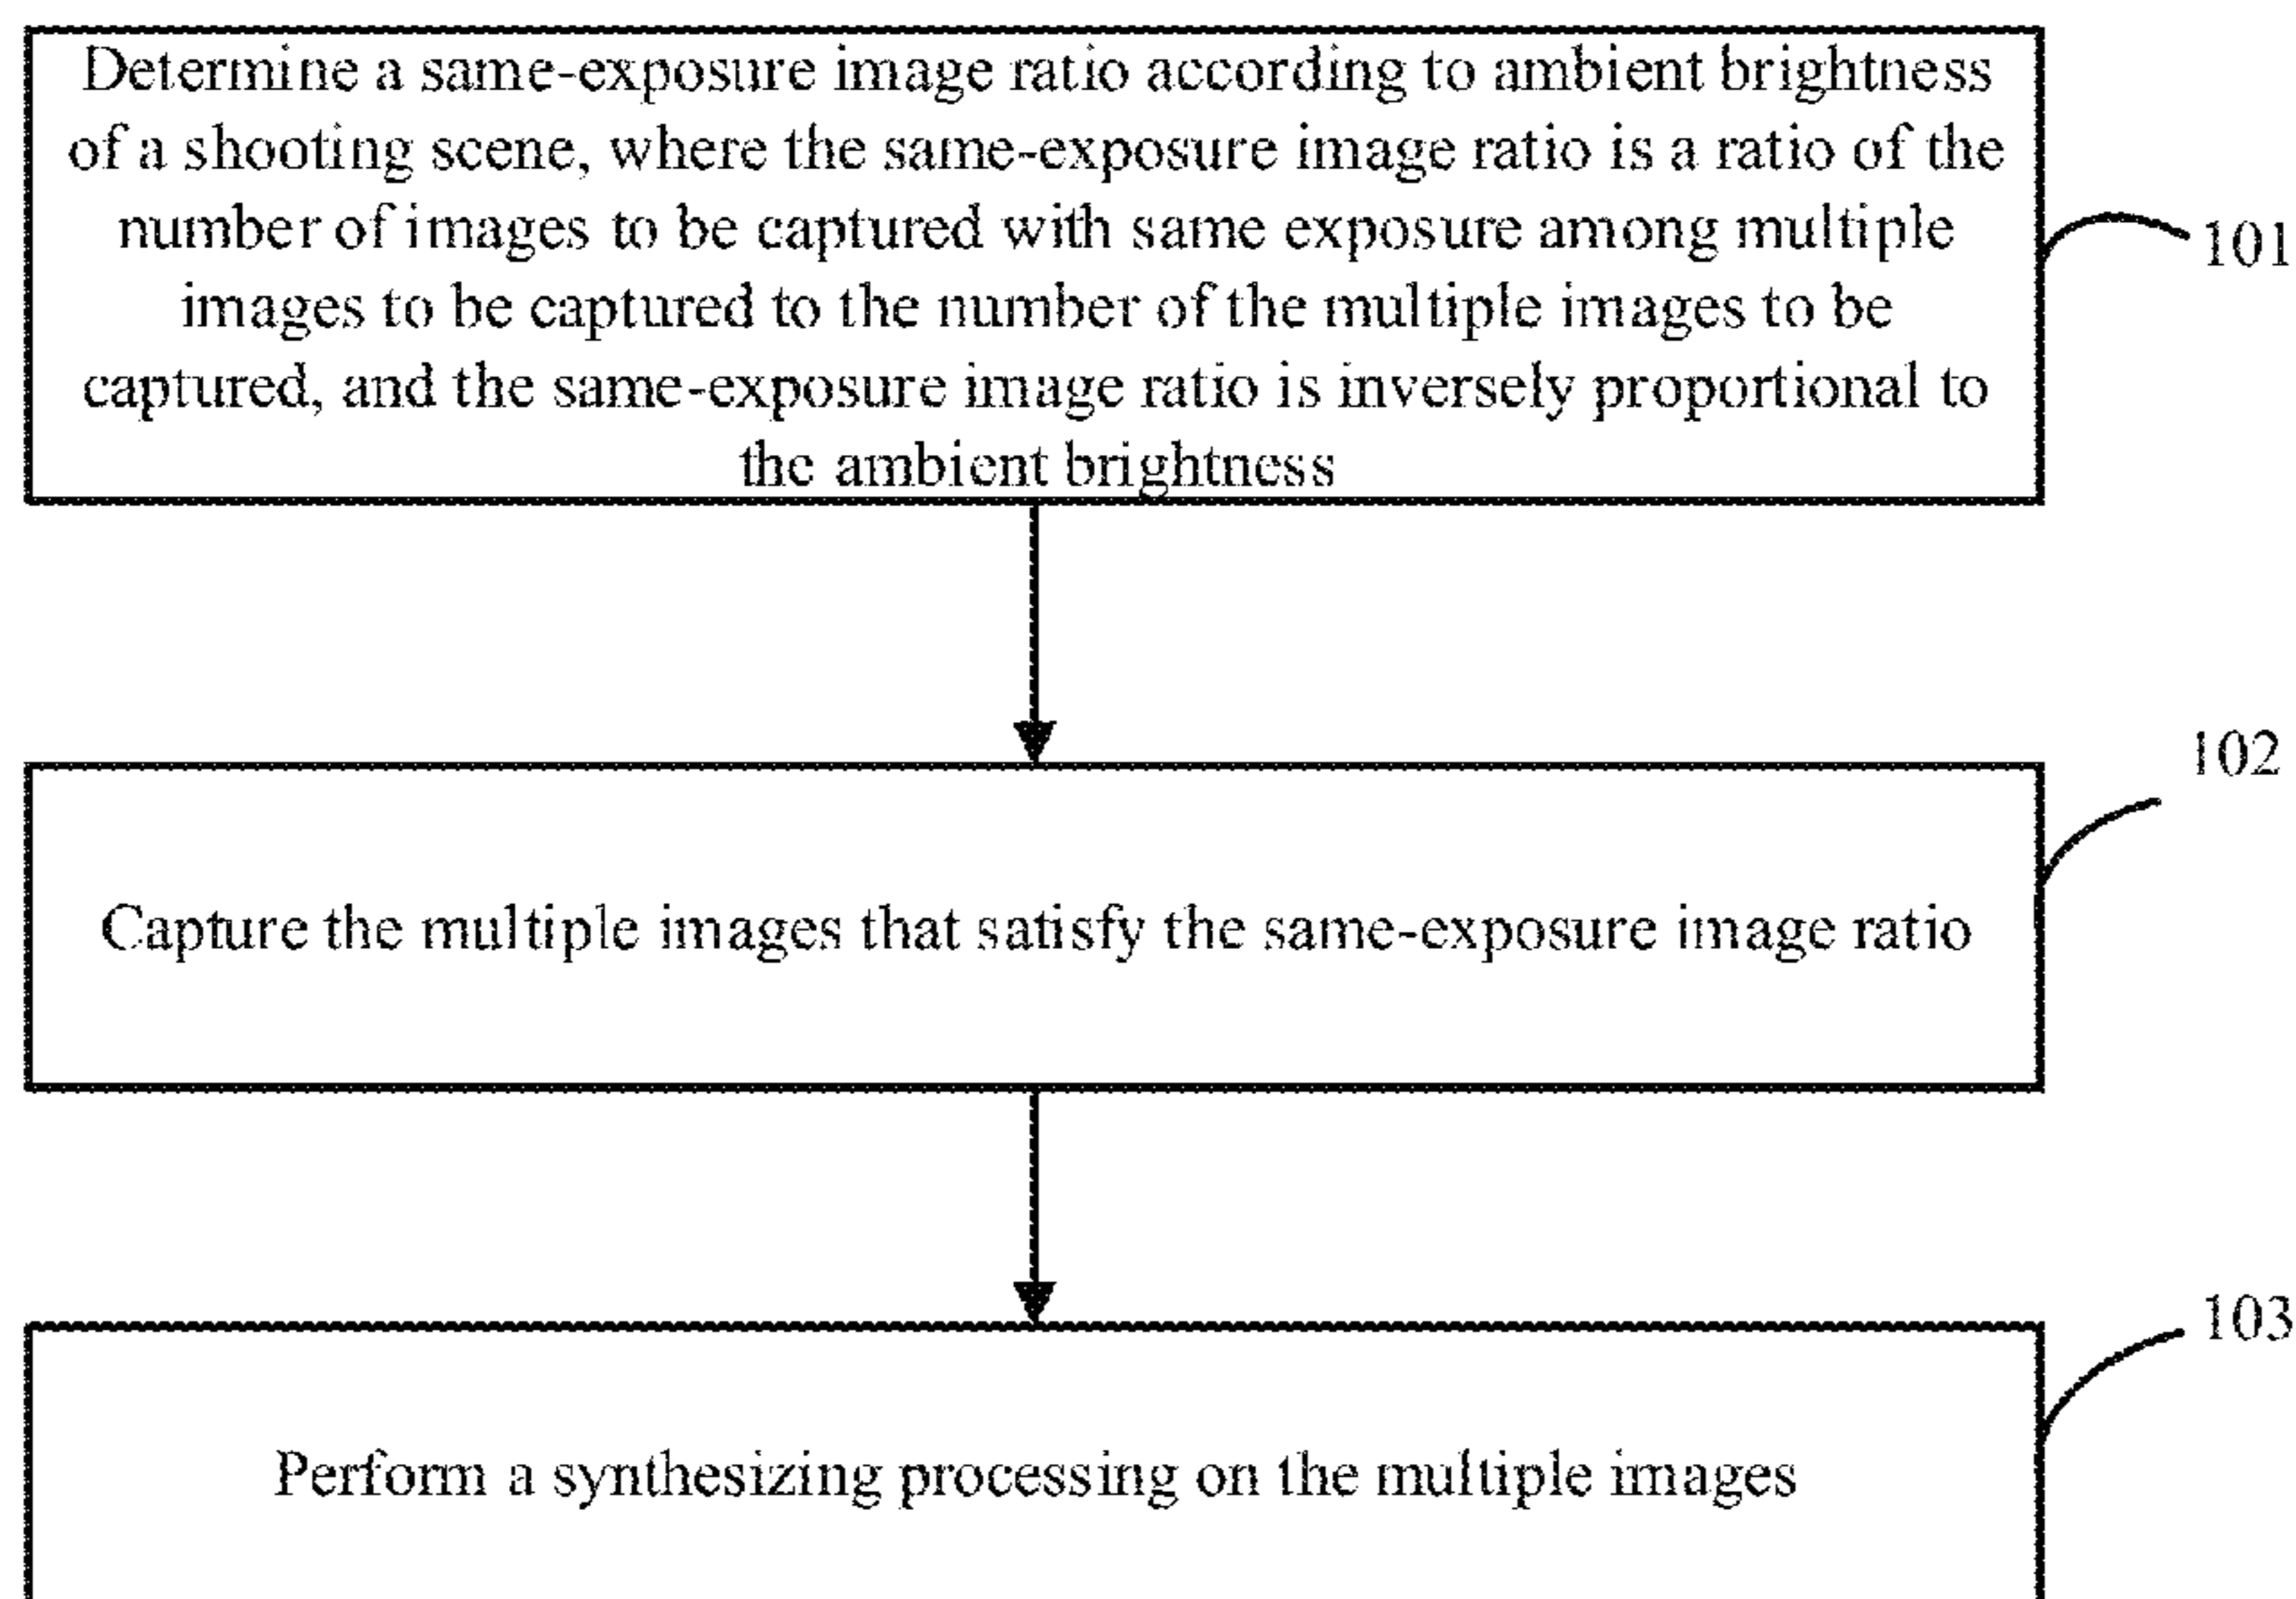 Determine a same-exposure image ratio according to ambient brightness
of a shooting scene, where the same-exposure image ratio is a ratio of the
number of images to be captured with same exposure among multiple
images to be captured to the number of the multiple images to be
captured, and the same-exposure image ratio is inversely proportional to
the ambient brightness
101
102
Capture the multiple images that satisfy the same-exposure image ratio
103
Perform a synthesizing processing on the multiple images